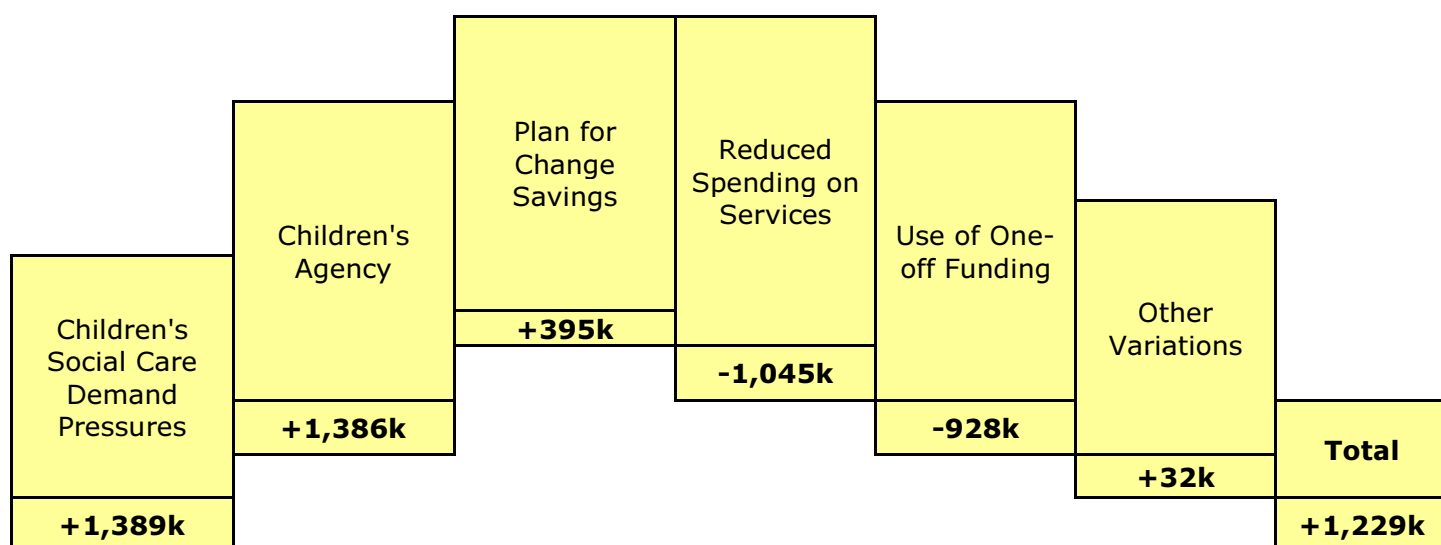 Children's
Social Care
Demand
Pressures
+1,389k
Children's
Agency
+1,386k
Plan for
Change
Savings
+395k
Reduced
Spending on
Services
-1,045k
Use of One-
off Funding
-928k
Other
Variations
+32k
Total
+1,229k